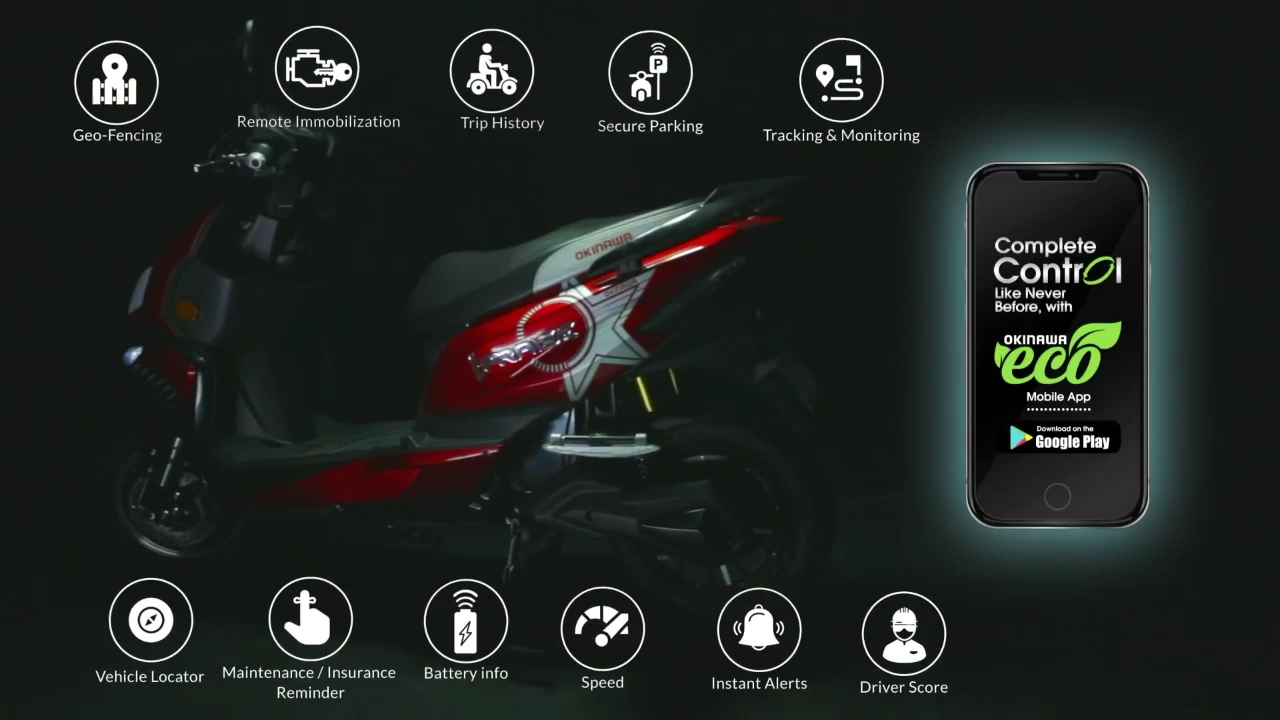 Geo-Fencing
Remote Immobilization
Trip History
P
Secure Parking
Tracking & Monitoring
OKINAWA
Complete
Control
Like Never
Before, with
OKINAWA
eco
Mobile App
Download on the
Google Play
Vehicle Locator
Maintenance / Insurance
Reminder
Battery info
Speed
Instant Alerts
Driver Score